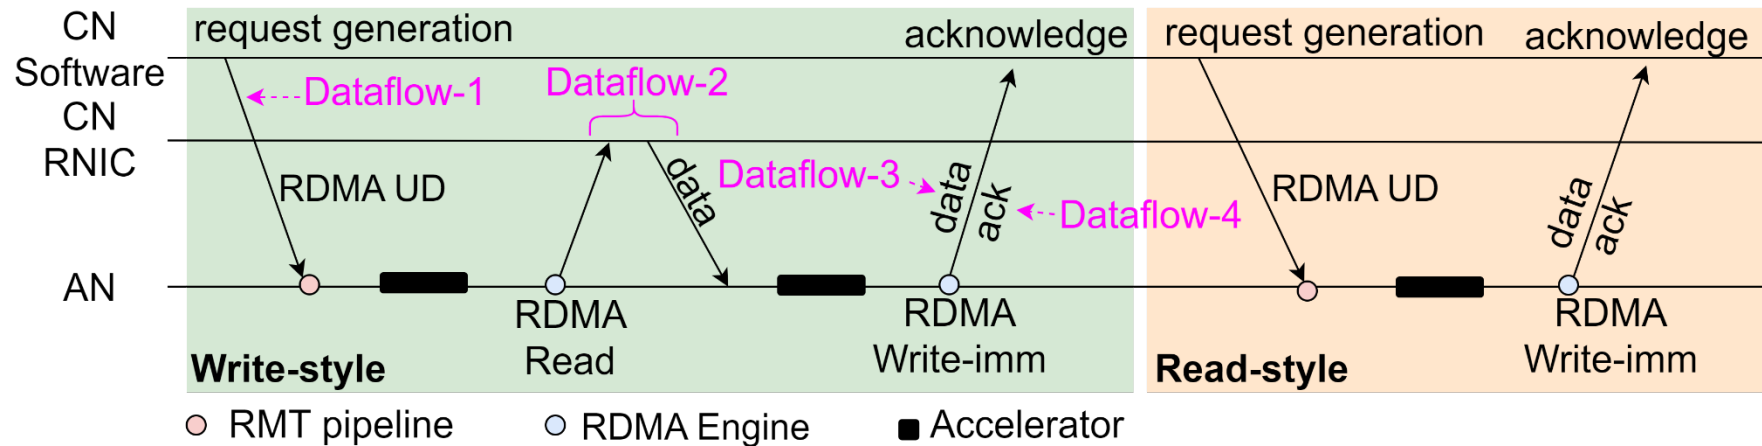 CN
Software
CN
RNIC
AN
request generation
acknowledge
Dataflow-1
Dataflow-2
RDMA UD
data
Dataflow-3
data
ack
Dataflow-4
RDMA
Read
RDMA
Write-imm
Write-style
request generation
acknowledge
RDMA UD
data
ack
RDMA
Write-imm
Read-style
RMT pipeline
RDMA Engine
Accelerator